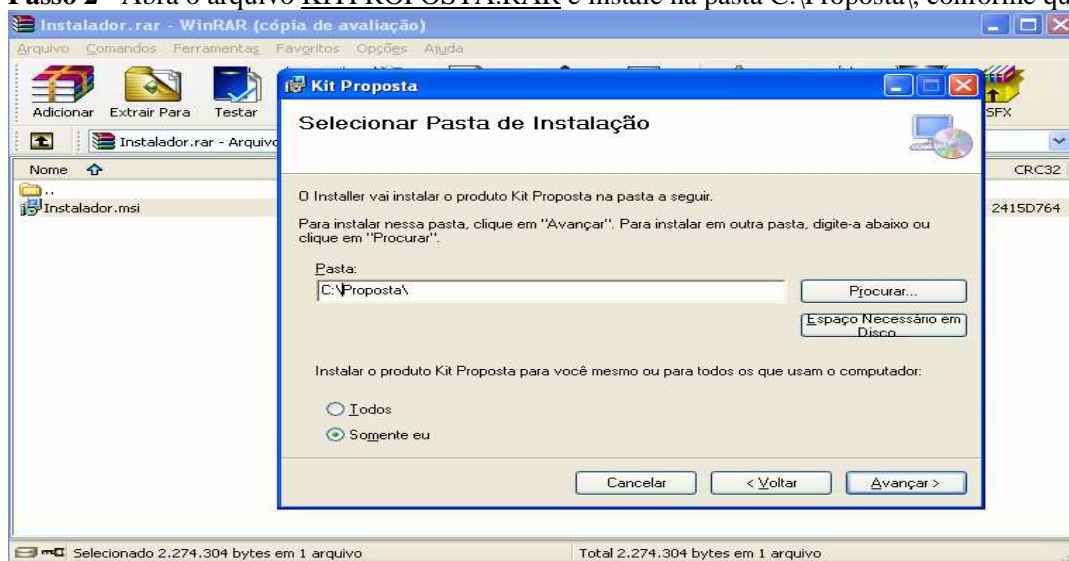 Passo 2 - Abra o arquivo KITPROPOSTA.RAR e instale na pasta C:\Proposta\, conforme
Instalador.rar - WinRAR (cópia de avaliação)
Arquivo Comandos Ferramentas Favoritos Opções Ajuda
Adicionar Extrair Para Testar SFX
Instalador.rar - Arquivo
Nome CRC32
..
Instalador.msi 2415D764
Kit Proposta
Selecionar Pasta de Instalação
O Installer vai instalar o produto Kit Proposta na pasta a seguir.
Para instalar nessa pasta, clique em "Avançar". Para instalar em outra pasta, digite-a abaixo ou
clique em "Procurar".
Pasta:
C:\Proposta\
Procurar...
Espaço Necessário em
Disco...
Instalar o produto Kit Proposta para você mesmo ou para todos os que usam o computador:
Todos
Somente eu
Cancelar < Voltar Avançar >
Selecionado 2.274.304 bytes em 1 arquivo Total 2.274.304 bytes em 1 arquivo